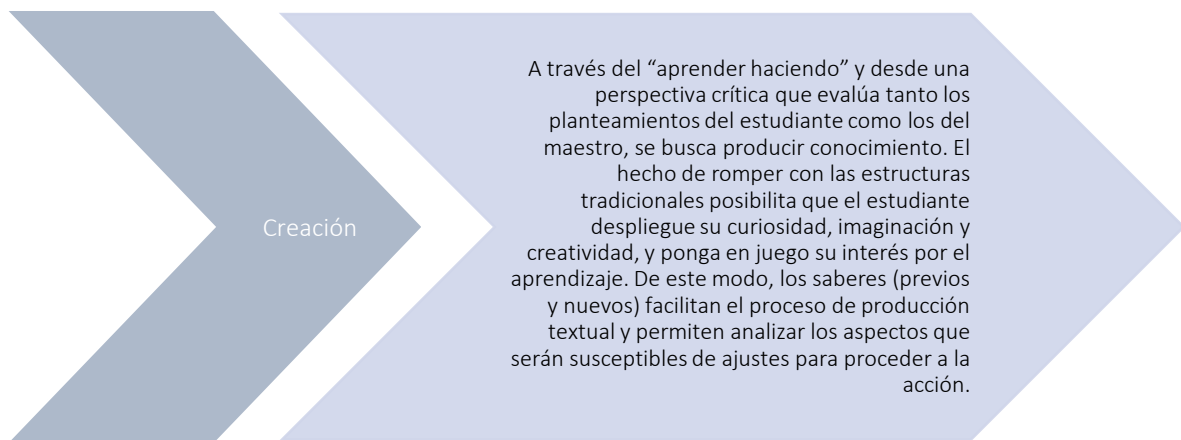 Creación
A través del “aprender haciendo” y desde una
perspectiva crítica que evalúa tanto los
planteamientos del estudiante como los del
maestro, se busca producir conocimiento. El
hecho de romper con las estructuras
tradicionales posibilita que el estudiante
despliegue su curiosidad, imaginación y
creatividad, y ponga en juego su interés por el
aprendizaje. De este modo, los saberes (previos
y nuevos) facilitan el proceso de producción
textual y permiten analizar los aspectos que
serán susceptibles de ajustes para proceder a la
acción.